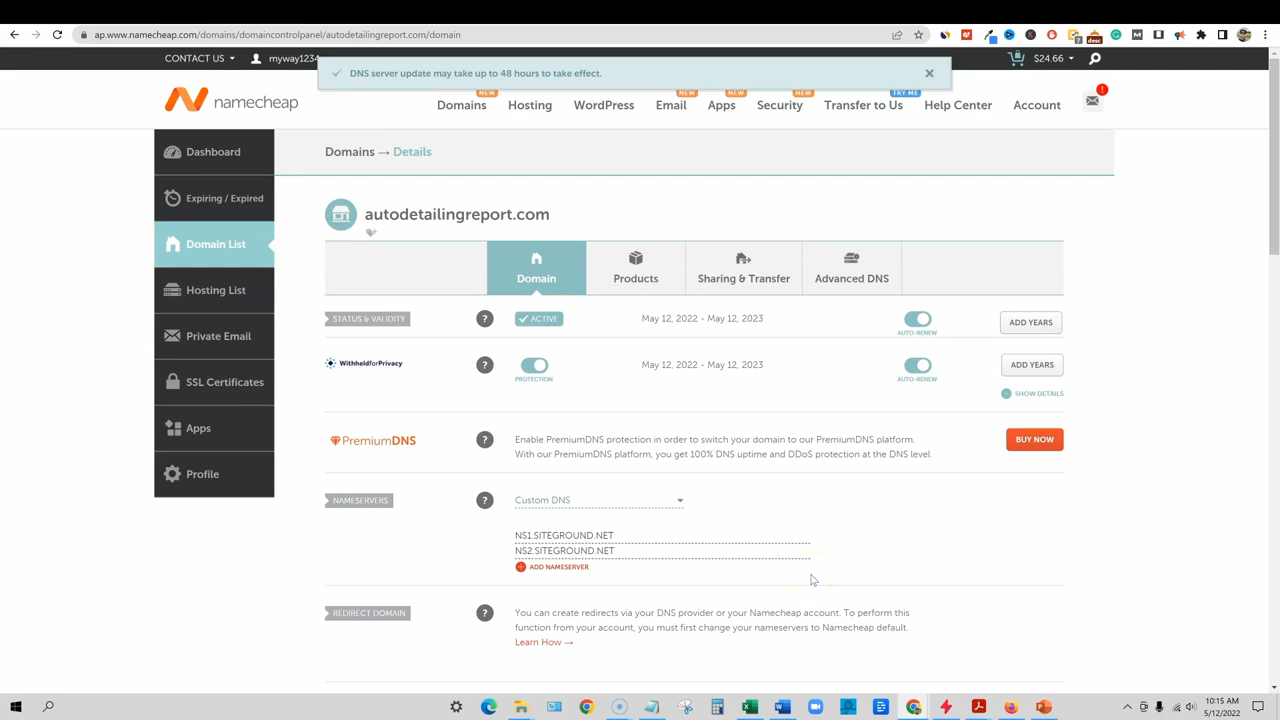 ap.www.namecheap.com/domains/domaincontrolpanel/autodetailingreport.com/domain
desc
CONTACT US
myway1234
$24.66
DNS server update may take up to 48 hours to take effect.
namecheap
NEW
NEW
NEW
NEW
TRY ME
Domains
Hosting
WordPress
Email
Apps
Security
Transfer to Us
Help Center
Account
Dashboard
Expiring / Expired
Domain List
Hosting List
Private Email
SSL Certificates
Apps
Profile
Domains → Details
autodetailingreport.com
Domain
Products
Sharing & Transfer
Advanced DNS
STATUS & VALIDITY
?
ACTIVE
May 12, 2022 - May 12, 2023
AUTO-RENEW
ADD YEARS
WithheldforPrivacy
?
PROTECTION
May 12, 2022 - May 12, 2023
AUTO-RENEW
ADD YEARS
SHOW DETAILS
PremiumDNS
?
Enable PremiumDNS protection in order to switch your domain to our PremiumDNS platform.
With our PremiumDNS platform, you get 100% DNS uptime and DDoS protection at the DNS level.
BUY NOW
NAMESERVERS
?
Custom DNS
NS1.SITEGROUND.NET
NS2.SITEGROUND.NET
ADD NAMESERVER
REDIRECT DOMAIN
?
You can create redirects via your DNS provider or your Namecheap account. To perform this
function from your account, you must first change your nameservers to Namecheap default.
Learn How →
10:15 AM
5/12/2022